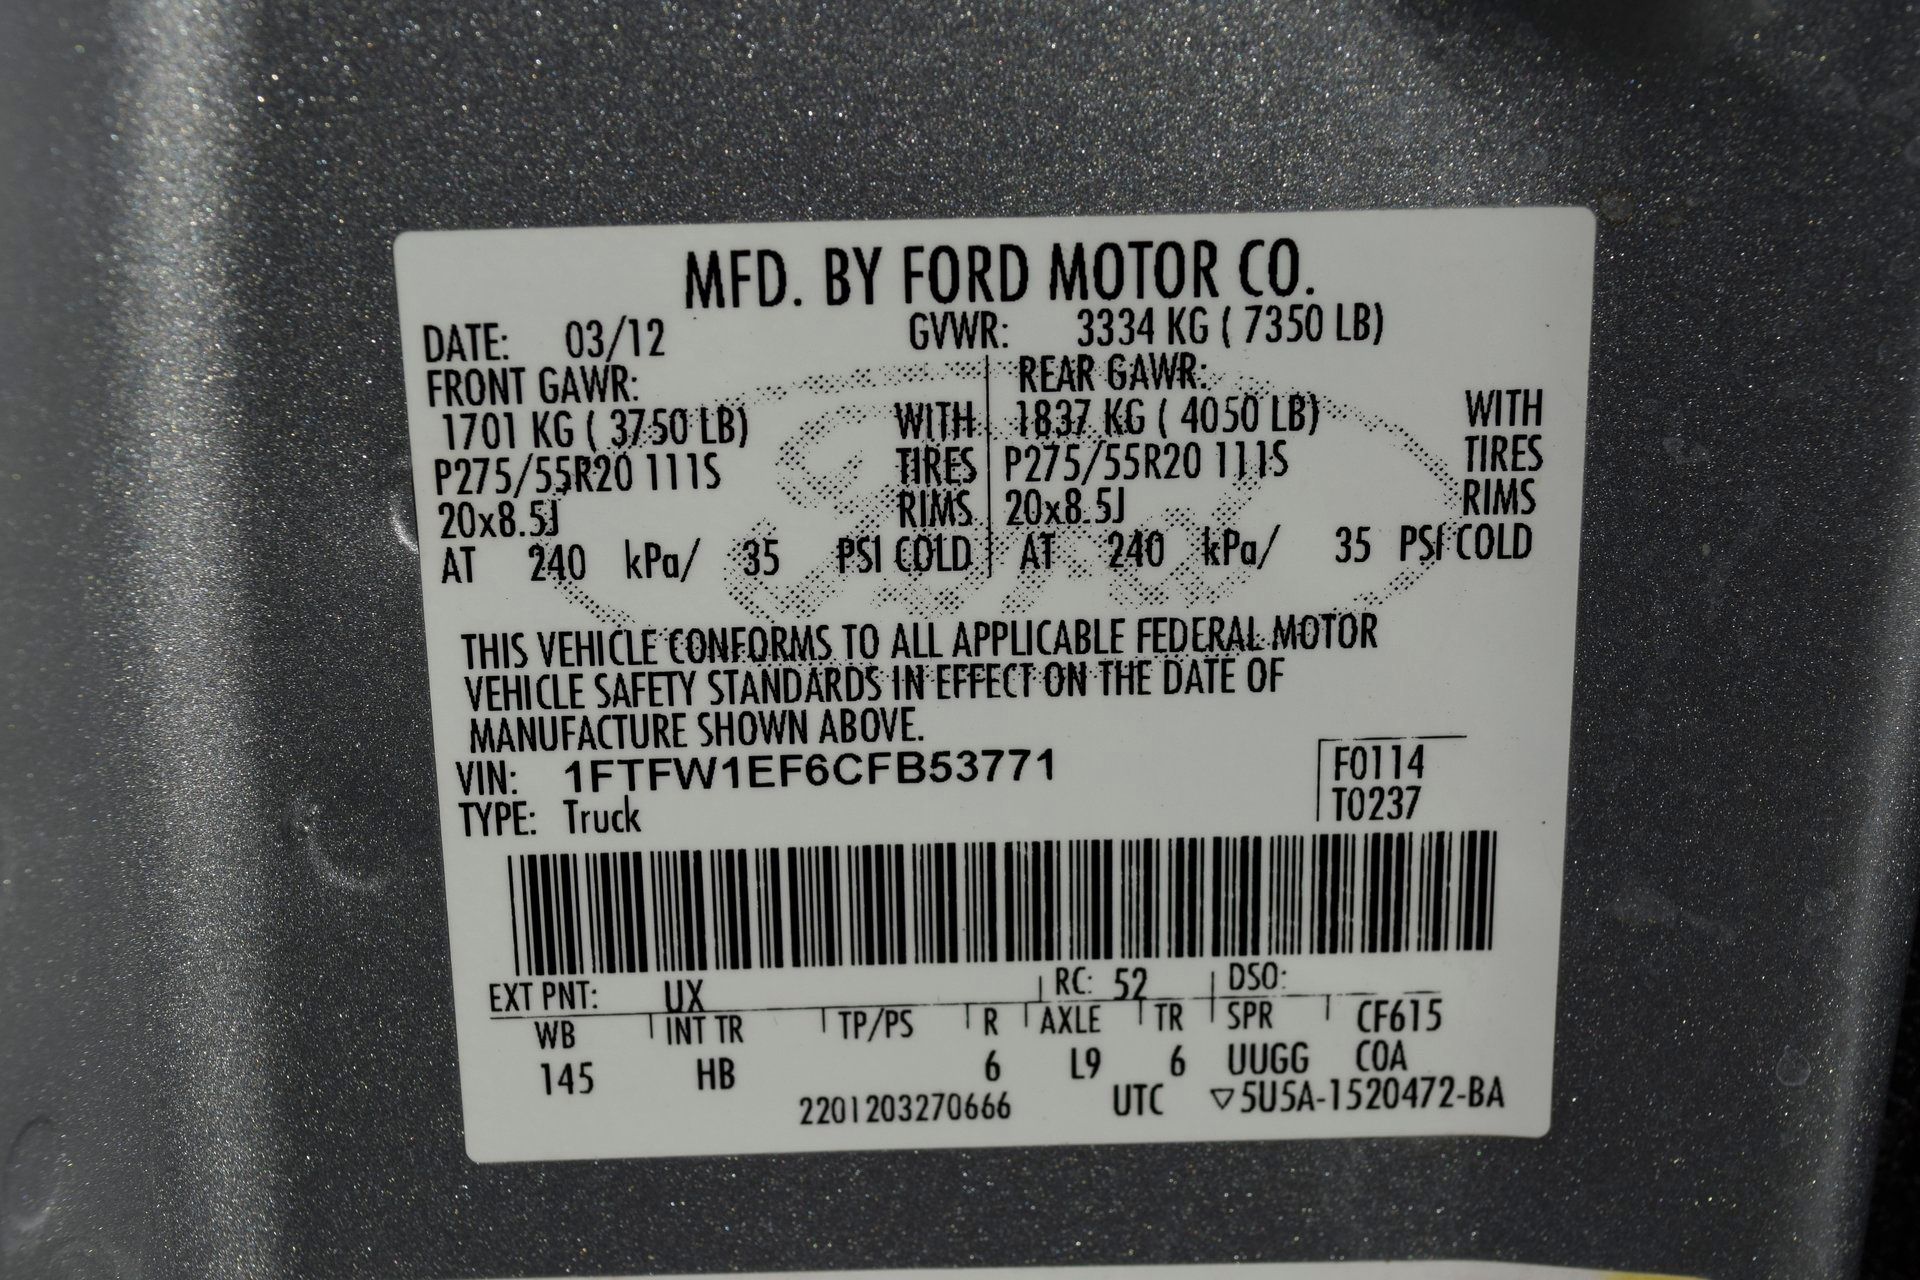 MFD. BY FORD MOTOR CO.
DATE: 03/12 GVWR: 3334 KG ( 7350 LB)
FRONT GAWR: REAR GAWR:
1701 KG ( 3750 LB) WITH 1837 KG ( 4050 LB) WITH
P275/55R20 111S TIRES P275/55R20 111S TIRES
20x8.5J RIMS 20x8.5J RIMS
AT 240 kPa/ 35 PSI COLD AT 240 kPa/ 35 PSI COLD
THIS VEHICLE CONFORMS TO ALL APPLICABLE FEDERAL MOTOR
VEHICLE SAFETY STANDARDS IN EFFECT ON THE DATE OF
MANUFACTURE SHOWN ABOVE.
VIN: 1FTFW1EF6CFB53771 F0114
TYPE: Truck T0237
EXT PNT: UX RC: 52 DSO:
WB INT TR TP/PS R AXLE TR SPR CF615
145 HB 6 L9 6 UUGG COA
2201203270666 UTC ▽5U5A-1520472-BA